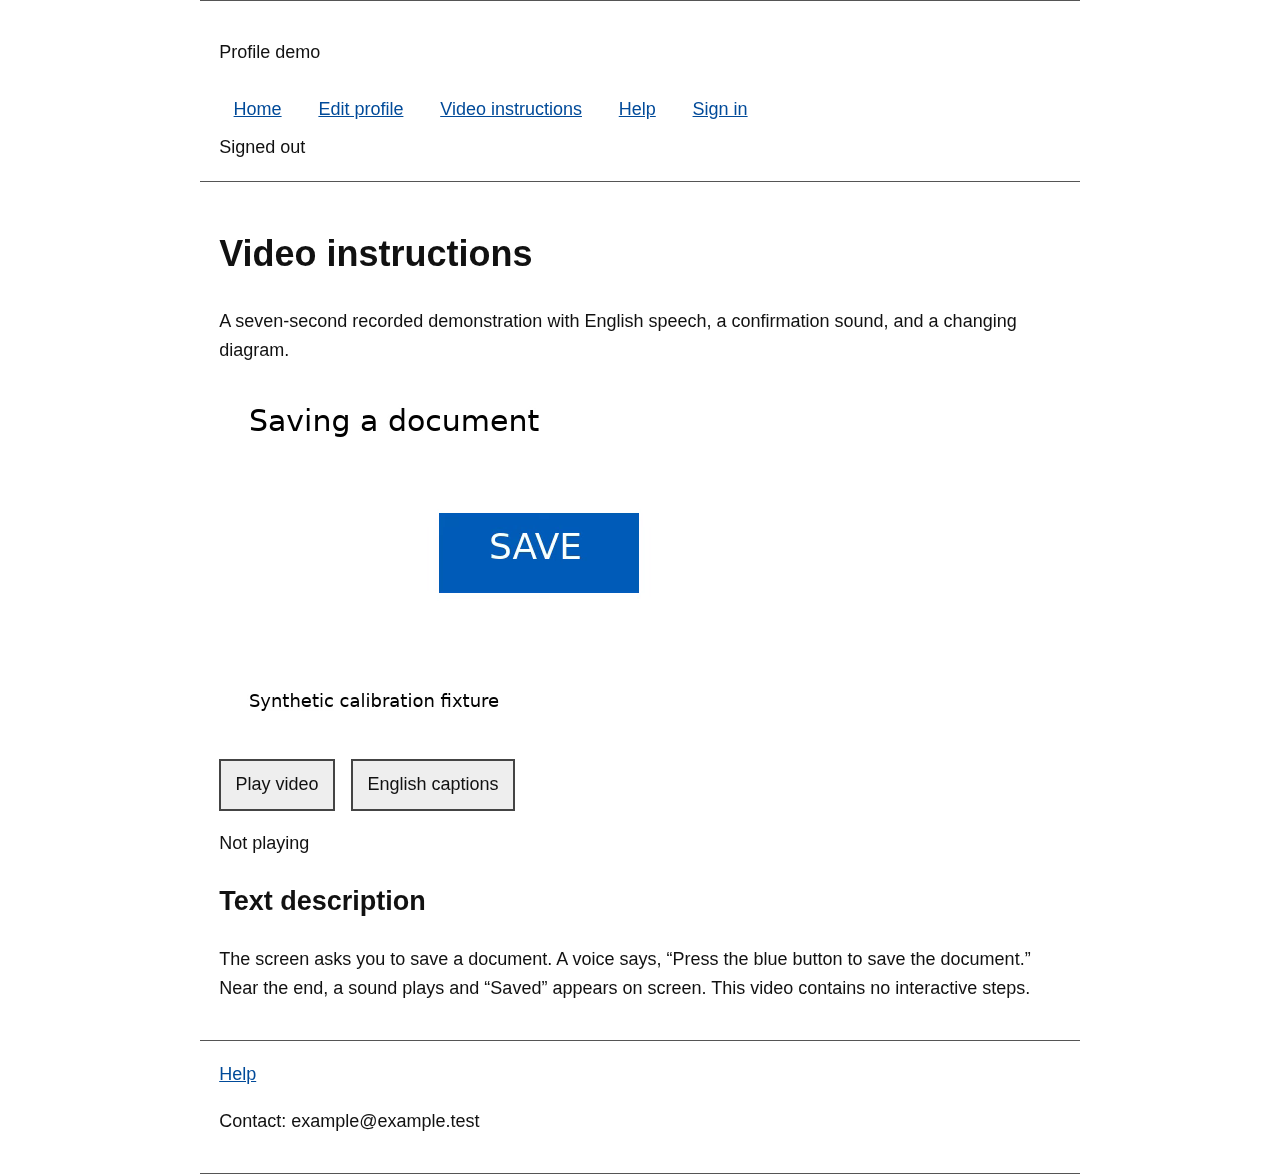 Profile demo
Home Edit profile Video instructions Help Sign in
Signed out
Video instructions
A seven-second recorded demonstration with English speech, a confirmation sound, and a changing
diagram.
Saving a document
SAVE
Synthetic calibration fixture
Play video English captions
Not playing
Text description
The screen asks you to save a document. A voice says, “Press the blue button to save the document.”
Near the end, a sound plays and “Saved” appears on screen. This video contains no interactive steps.
Help
Contact: example@example.test